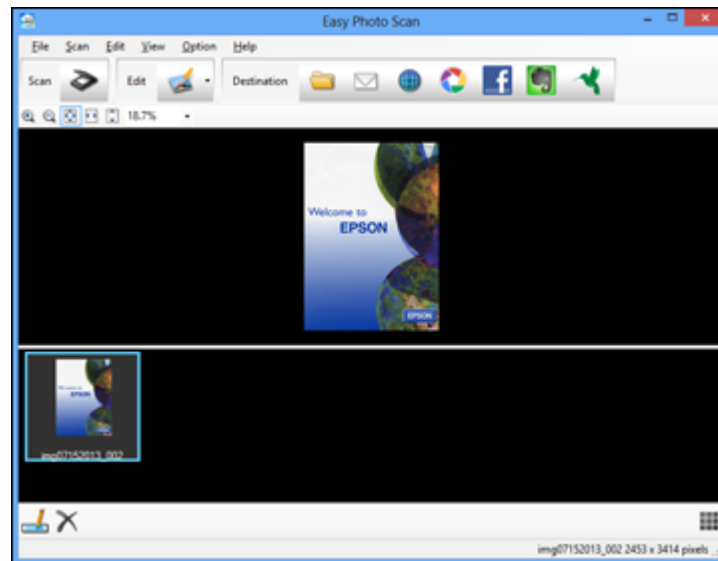 Easy Photo Scan
File Scan Edit View Option Help
Scan Edit Destination
18.7%
Welcome to
EPSON
EPSON
EPSON
img07152013_002
img07152013_002 2453 x 3414 pixels